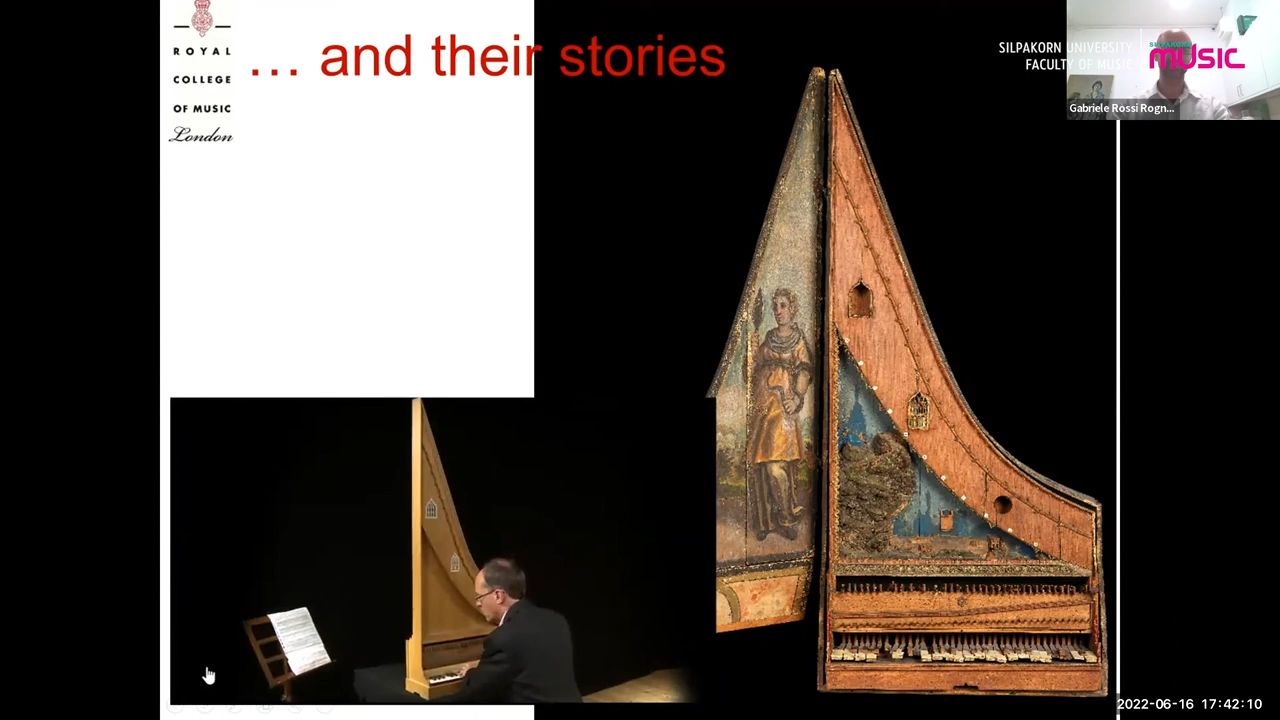 ROYAL
COLLEGE
OF MUSIC
London
… and their stories
SILPAKORN UNIVERSITY
FACULTY OF MUSIC
SILPAKORN
MUSIC
Gabriele Rossi Rogn...
2022-06-16 17:42:10